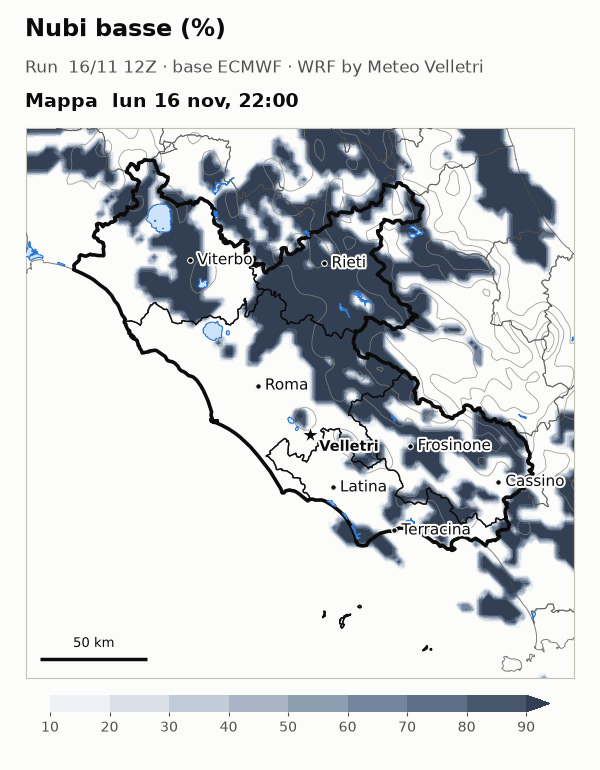 Nubi basse (%)
Run 16/11 12Z · base ECMWF · WRF by Meteo Velletri
Mappa lun 16 nov, 22:00
Viterbo
Rieti
Roma
Velletri
Frosinone
Latina
Cassino
Terracina
50 km
10 20 30 40 50 60 70 80 90